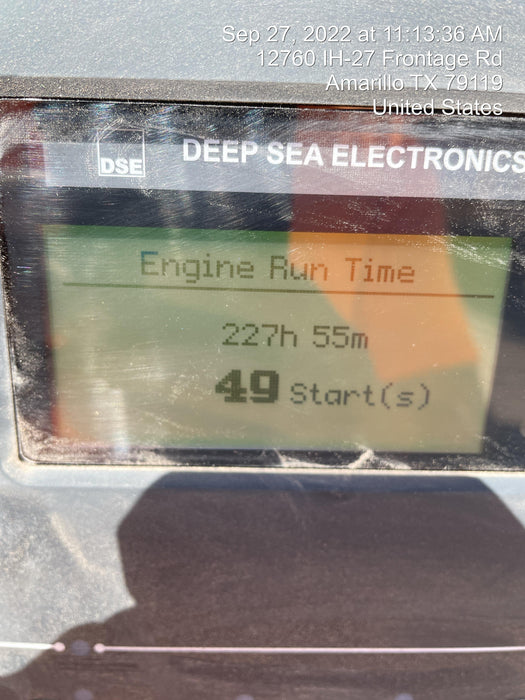 Sep 27, 2022 at 11:13:36 AM
12760 IH-27 Frontage Rd
Amarillo TX 79119
United States
DSE
DEEP SEA ELECTRONICS
Engine Run Time
227h 55m
49 Start(s)